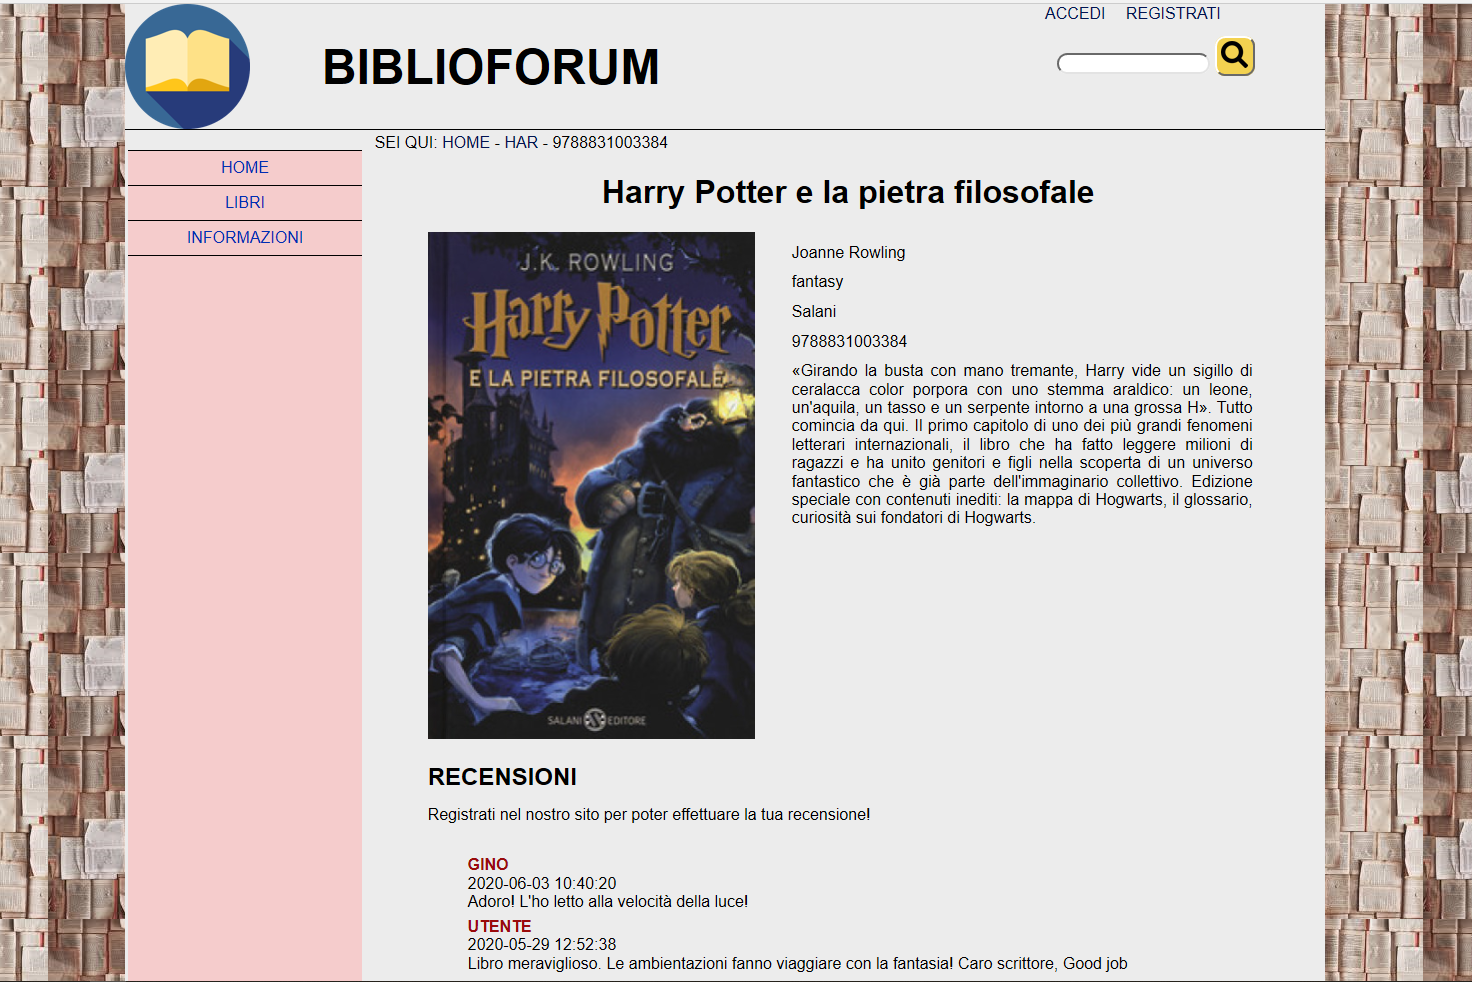 ACCEDI REGISTRATI
BIBLIOFORUM
SEI QUI: HOME - HAR - 9788831003384
HOME
LIBRI
INFORMAZIONI
Harry Potter e la pietra filosofale
J.K. ROWLING
Harry Potter
E LA PIETRA FILOSOFALE
SALANI EDITORE
Joanne Rowling
fantasy
Salani
9788831003384
«Girando la busta con mano tremante, Harry vide un sigillo di
ceralacca color porpora con uno stemma araldico: un leone,
un'aquila, un tasso e un serpente intorno a una grossa H». Tutto
comincia da qui. Il primo capitolo di uno dei più grandi fenomeni
letterari internazionali, il libro che ha fatto leggere milioni di
ragazzi e ha unito genitori e figli nella scoperta di un universo
fantastico che è già parte dell'immaginario collettivo. Edizione
speciale con contenuti inediti: la mappa di Hogwarts, il glossario,
curiosità sui fondatori di Hogwarts.
RECENSIONI
Registrati nel nostro sito per poter effettuare la tua recensione!
GINO
2020-06-03 10:40:20
Adoro! L'ho letto alla velocità della luce!
UTENTE
2020-05-29 12:52:38
Libro meraviglioso. Le ambientazioni fanno viaggiare con la fantasia! Caro scrittore, Good job